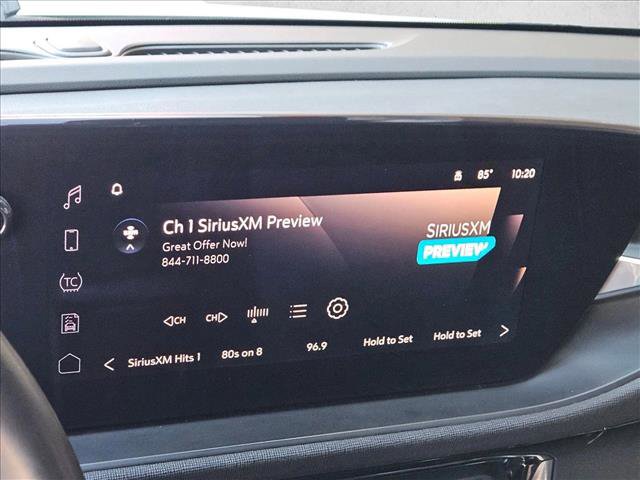 85° 10:20
Ch 1 SiriusXM Preview
Great Offer Now!
844-711-8800
SIRIUSXM
PREVIEW
TC
CH CH
SiriusXM Hits 1 80s on 8 96.9 Hold to Set Hold to Set